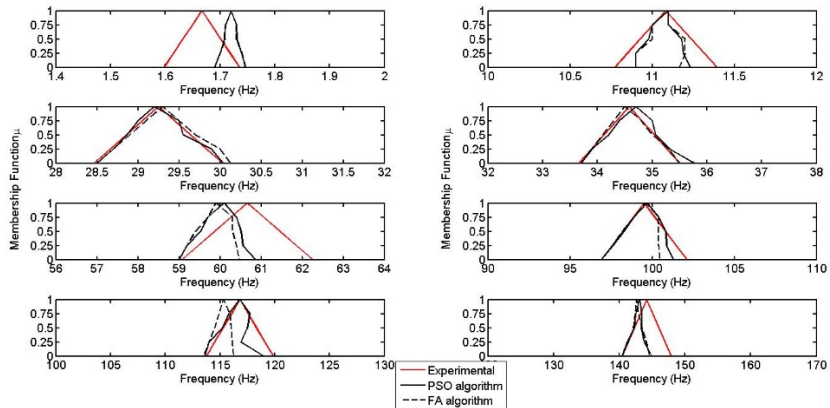 1
0.75
0.5
0.25
0
1.4 1.5 1.6 1.7 1.8 1.9 2
Frequency (Hz)
1
0.75
0.5
0.25
0
10 10.5 11 11.5 12
Frequency (Hz)
Membership Function μ
1
0.75
0.5
0.25
0
28 28.5 29 29.5 30 30.5 31 31.5 32
Frequency (Hz)
Membership Function μ
1
0.75
0.5
0.25
0
32 33 34 35 36 37 38
Frequency (Hz)
1
0.75
0.5
0.25
0
56 57 58 59 60 61 62 63 64
Frequency (Hz)
1
0.75
0.5
0.25
0
90 95 100 105 110
Frequency (Hz)
1
0.75
0.5
0.25
0
100 105 110 115 120 125 130
Frequency (Hz)
1
0.75
0.5
0.25
0
130 140 150 160 170
Frequency (Hz)
Experimental
PSO algorithm
FA algorithm